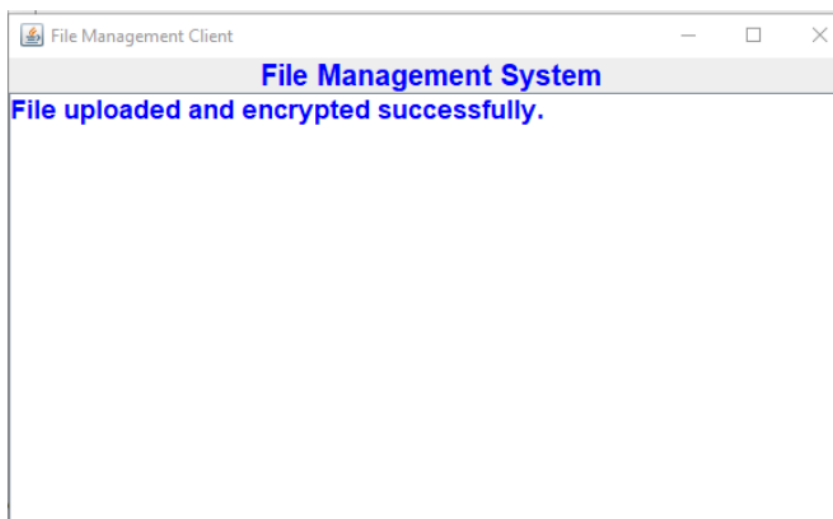 File Management Client
File Management System
File uploaded and encrypted successfully.